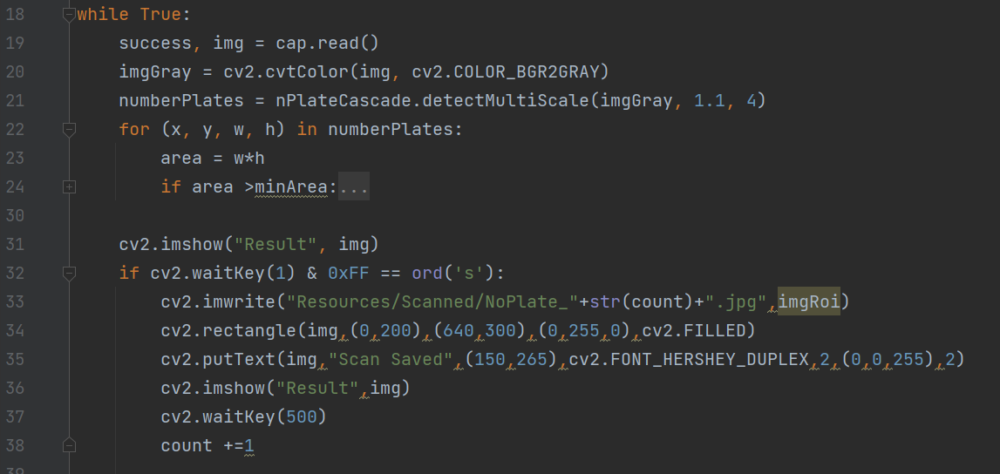 18 while True:
19     success, img = cap.read()
20     imgGray = cv2.cvtColor(img, cv2.COLOR_BGR2GRAY)
21     numberPlates = nPlateCascade.detectMultiScale(imgGray, 1.1, 4)
22     for (x, y, w, h) in numberPlates:
23         area = w*h
24         if area >minArea:...
30
31     cv2.imshow("Result", img)
32     if cv2.waitKey(1) & 0xFF == ord('s'):
33         cv2.imwrite("Resources/Scanned/NoPlate_"+str(count)+".jpg",imgRoi)
34         cv2.rectangle(img,(0,200),(640,300),(0,255,0),cv2.FILLED)
35         cv2.putText(img,"Scan Saved",(150,265),cv2.FONT_HERSHEY_DUPLEX,2,(0,0,255),2)
36         cv2.imshow("Result",img)
37         cv2.waitKey(500)
38         count +=1
39